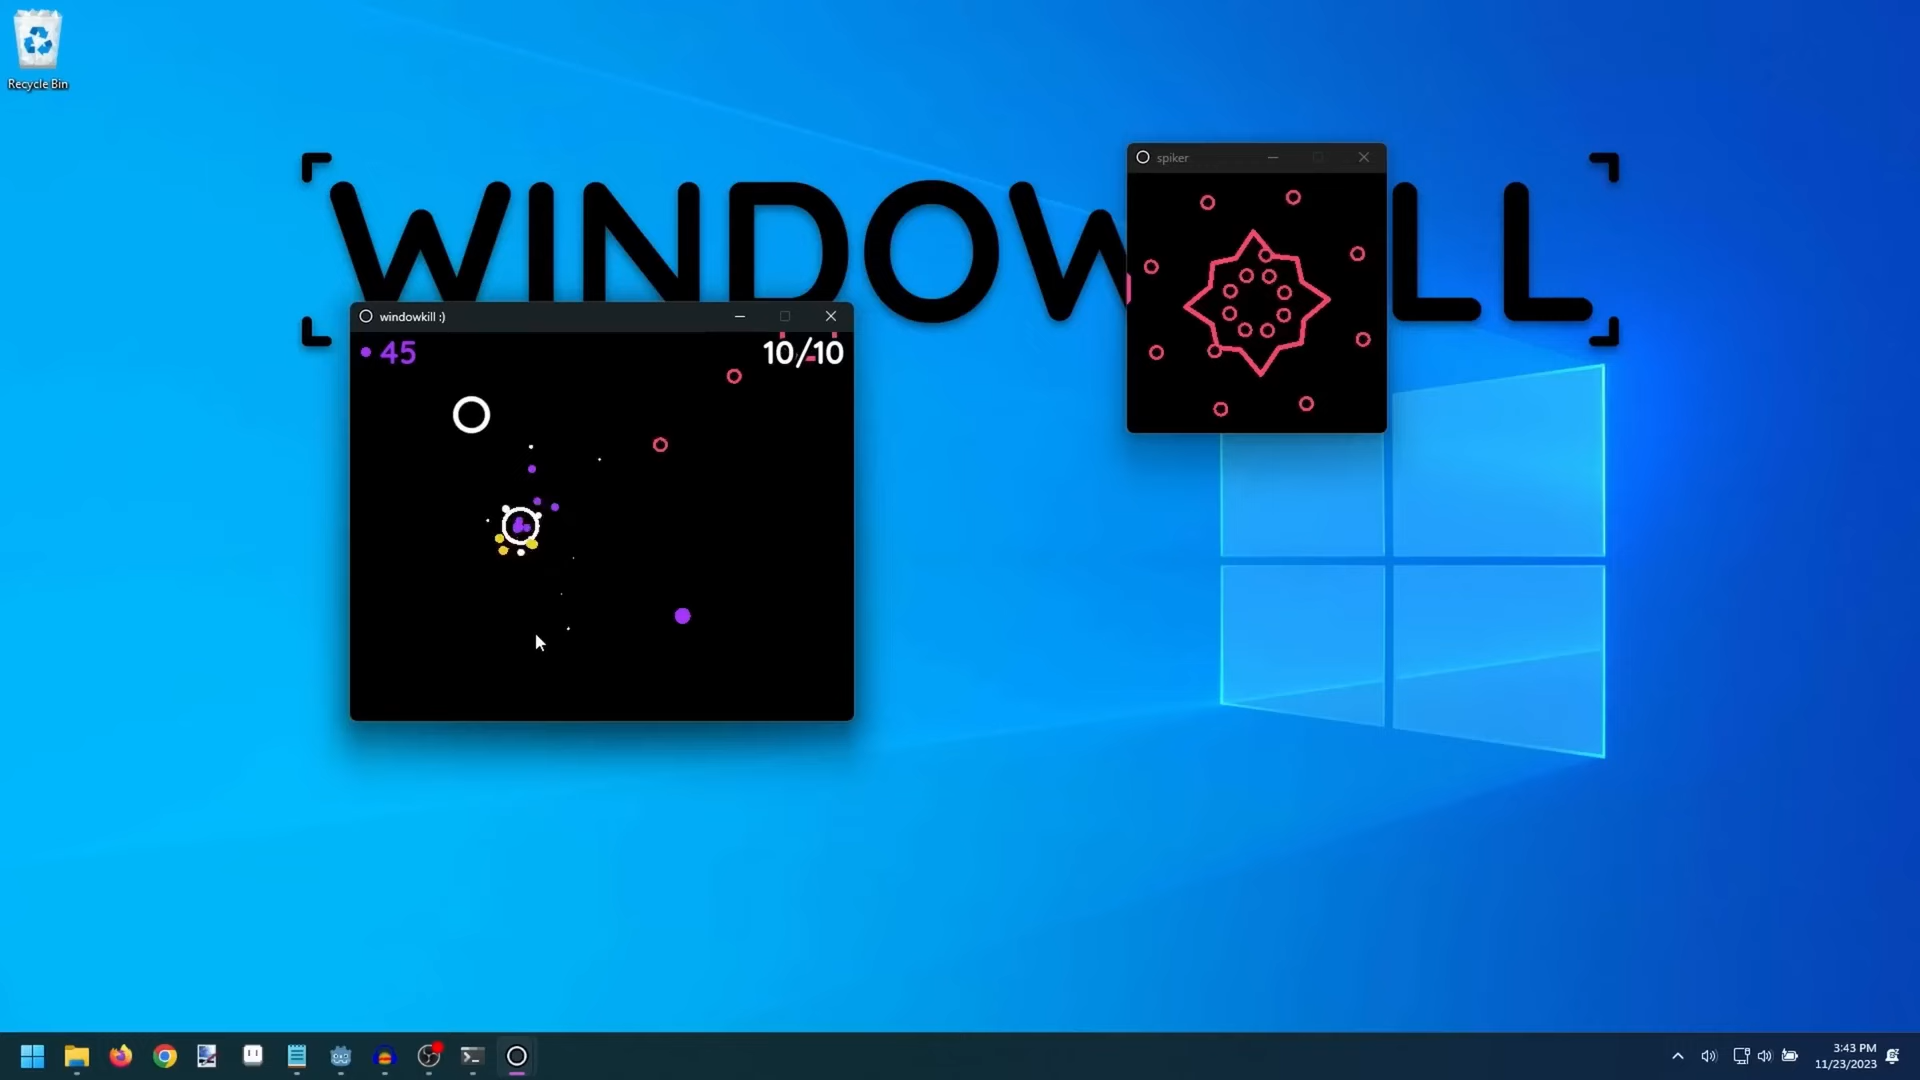 Recycle Bin
WINDOW LL
spiker
windowkill :)
45
10/10
3:43 PM
11/23/2023